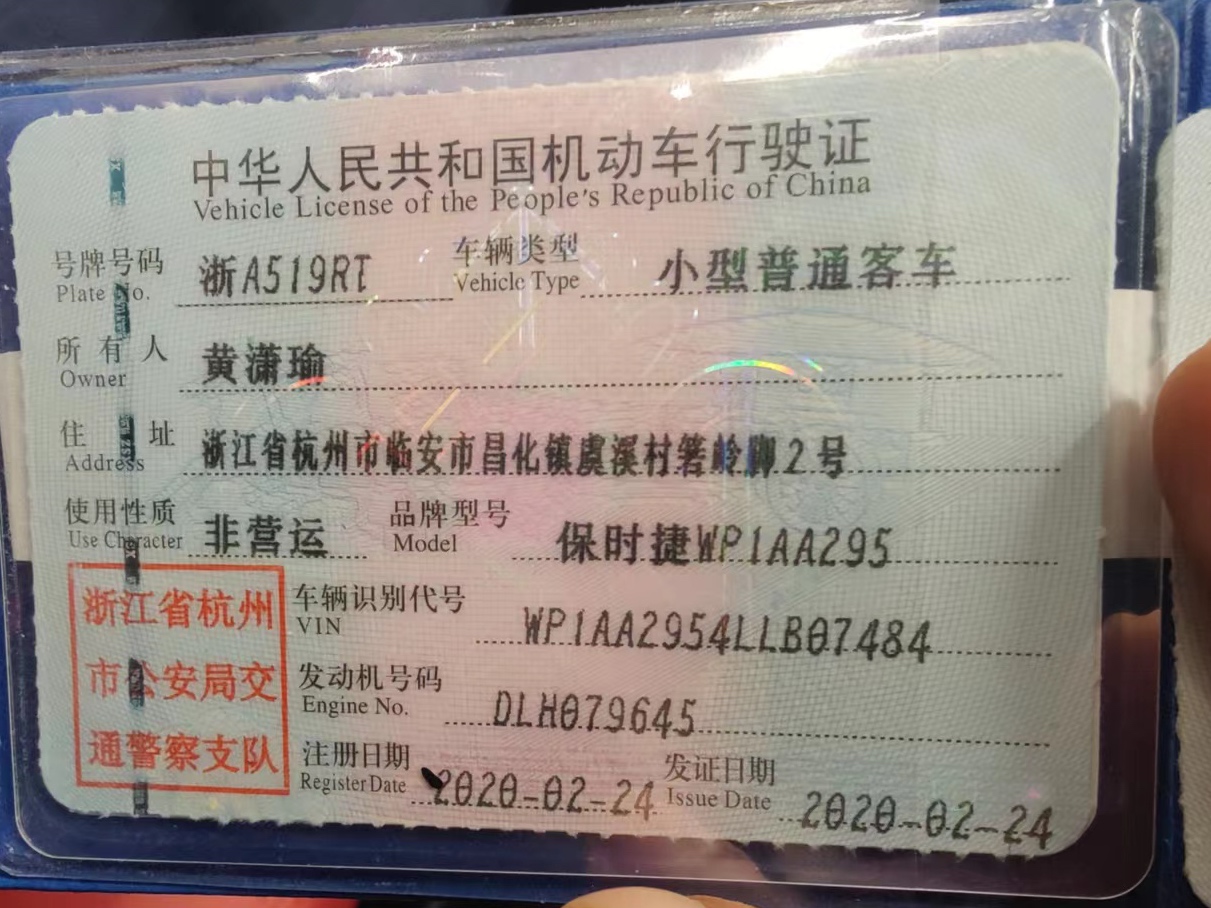 中华人民共和国机动车行驶证
Vehicle License of the People's Republic of China
号牌号码 浙A519RT 车辆类型 小型普通客车
Plate No. Vehicle Type
所有人 黄潇瑜
Owner
住址 浙江省杭州市临安市昌化镇虞溪村箬岭脚2号
Address
使用性质 非营运 品牌型号 保时捷WP1AA295
Use Character Model
浙江省杭州
市公安局交
通警察支队
车辆识别代号 WP1AA2954LLB07484
VIN
发动机号码 DLH079645
Engine No.
注册日期 2020-02-24 发证日期 2020-02-24
Register Date Issue Date